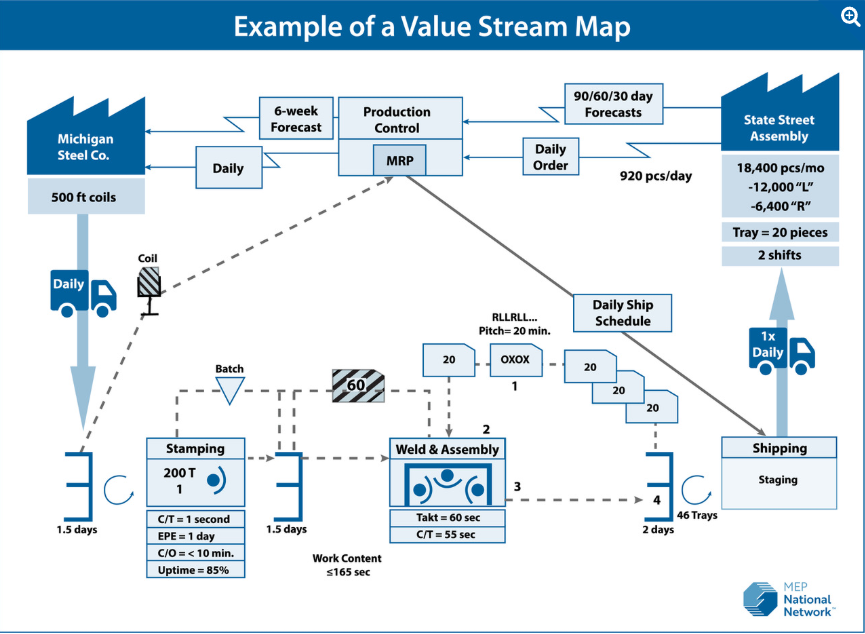 Example of a Value Stream Map
Michigan
Steel Co.
500 ft coils
6-week
Forecast
Daily
Production
Control
MRP
90/60/30 day
Forecasts
Daily
Order
920 pcs/day
State Street
Assembly
18,400 pcs/mo
-12,000 “L”
-6,400 “R”
Tray = 20 pieces
2 shifts
Daily
Coil
Daily Ship
Schedule
1x
Daily
RLLRLL...
Pitch= 20 min.
20
OXOX
1
20
20
20
Batch
60
1.5 days
Stamping
200 T
1
C/T = 1 second
EPE = 1 day
C/O = < 10 min.
Uptime = 85%
1.5 days
Work Content
≤165 sec
2
Weld & Assembly
Takt = 60 sec
C/T = 55 sec
3
4
2 days
46 Trays
Shipping
Staging
MEP
National
Network™